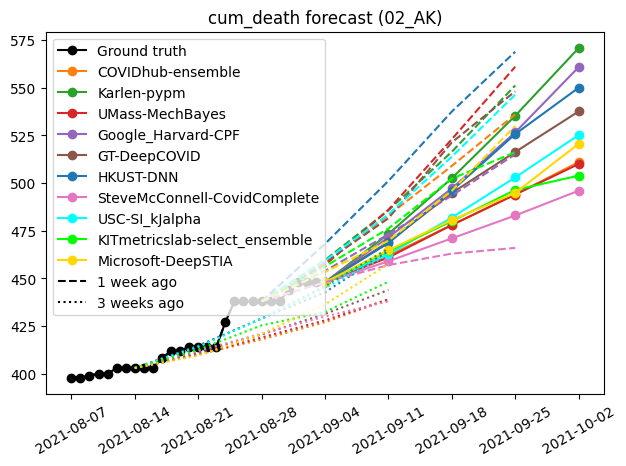 cum_death forecast (02_AK)
575
550
525
500
475
450
425
400
Ground truth
COVIDhub-ensemble
Karlen-pypm
UMass-MechBayes
Google_Harvard-CPF
GT-DeepCOVID
HKUST-DNN
SteveMcConnell-CovidComplete
USC-SI_kJalpha
KITmetricslab-select_ensemble
Microsoft-DeepSTIA
1 week ago
3 weeks ago
2021-08-07
2021-08-14
2021-08-21
2021-08-28
2021-09-04
2021-09-11
2021-09-18
2021-09-25
2021-10-02